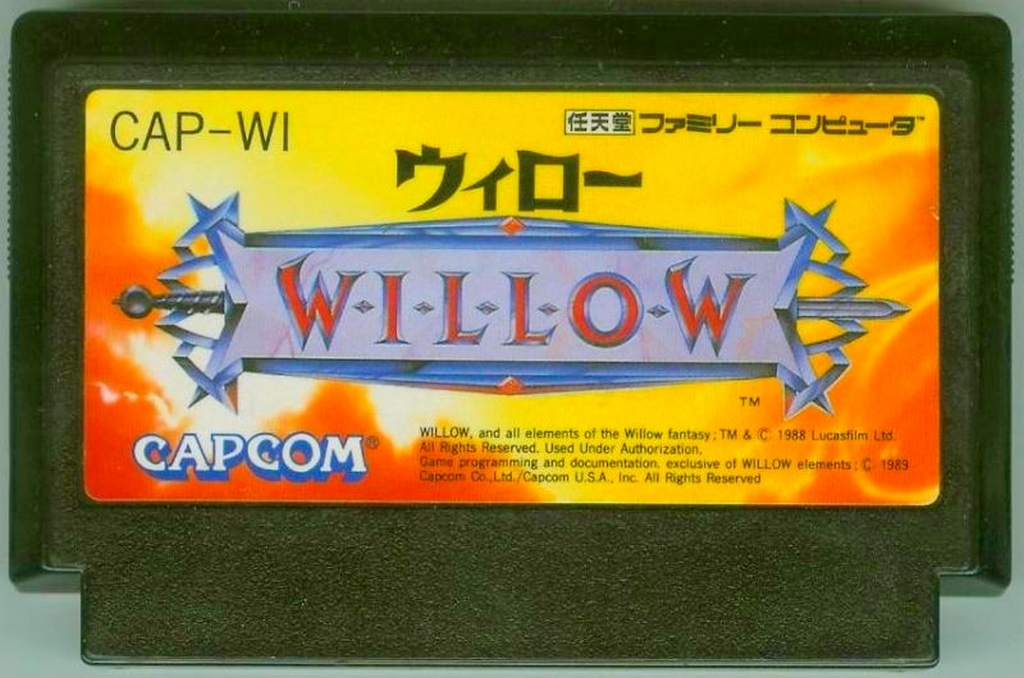 CAP-WI
任天堂 ファミリーコンピュータ™
ウィロー
W·I·L·L·O·W
TM
CAPCOM®
WILLOW, and all elements of the Willow fantasy; TM & © 1988 Lucasfilm Ltd.
All Rights Reserved. Used Under Authorization.
Game programming and documentation, exclusive of WILLOW elements; © 1989
Capcom Co.,Ltd./Capcom U.S.A., Inc. All Rights Reserved